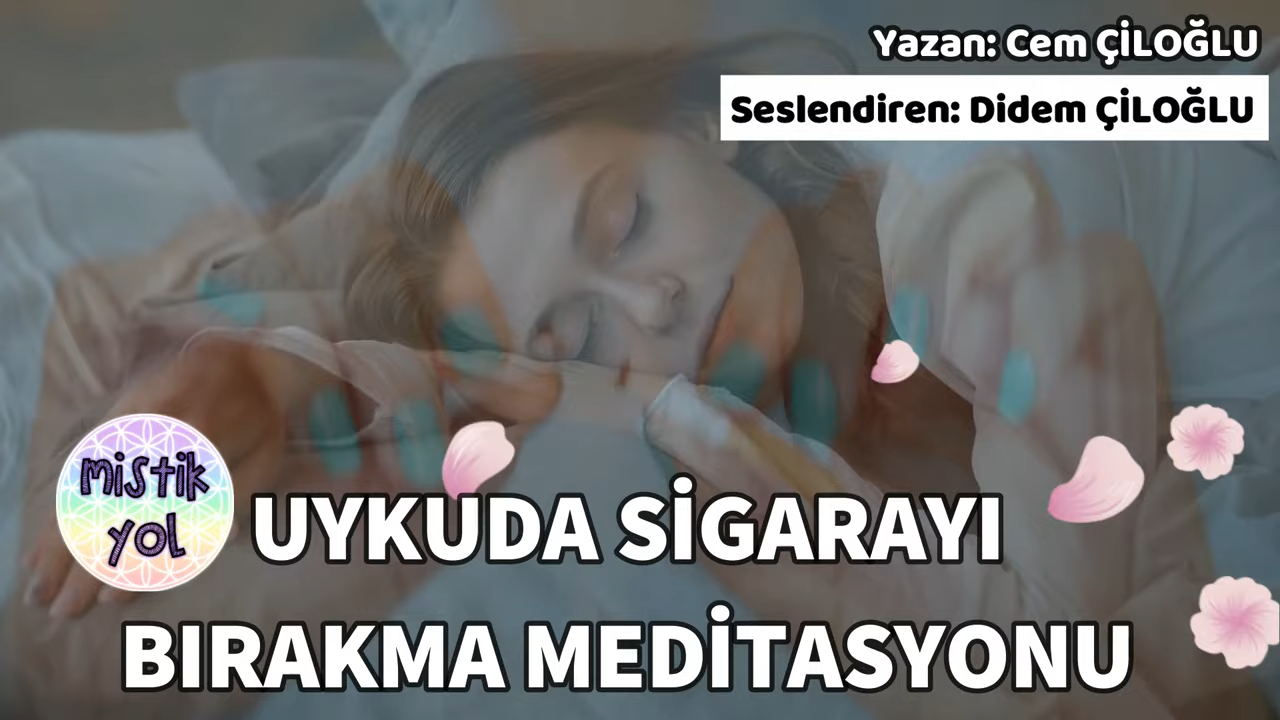 Yazan: Cem ÇİLOĞLU
Seslendiren: Didem ÇİLOĞLU
mistik
yol
UYKUDA SİGARAYI
BIRAKMA MEDİTASYONU